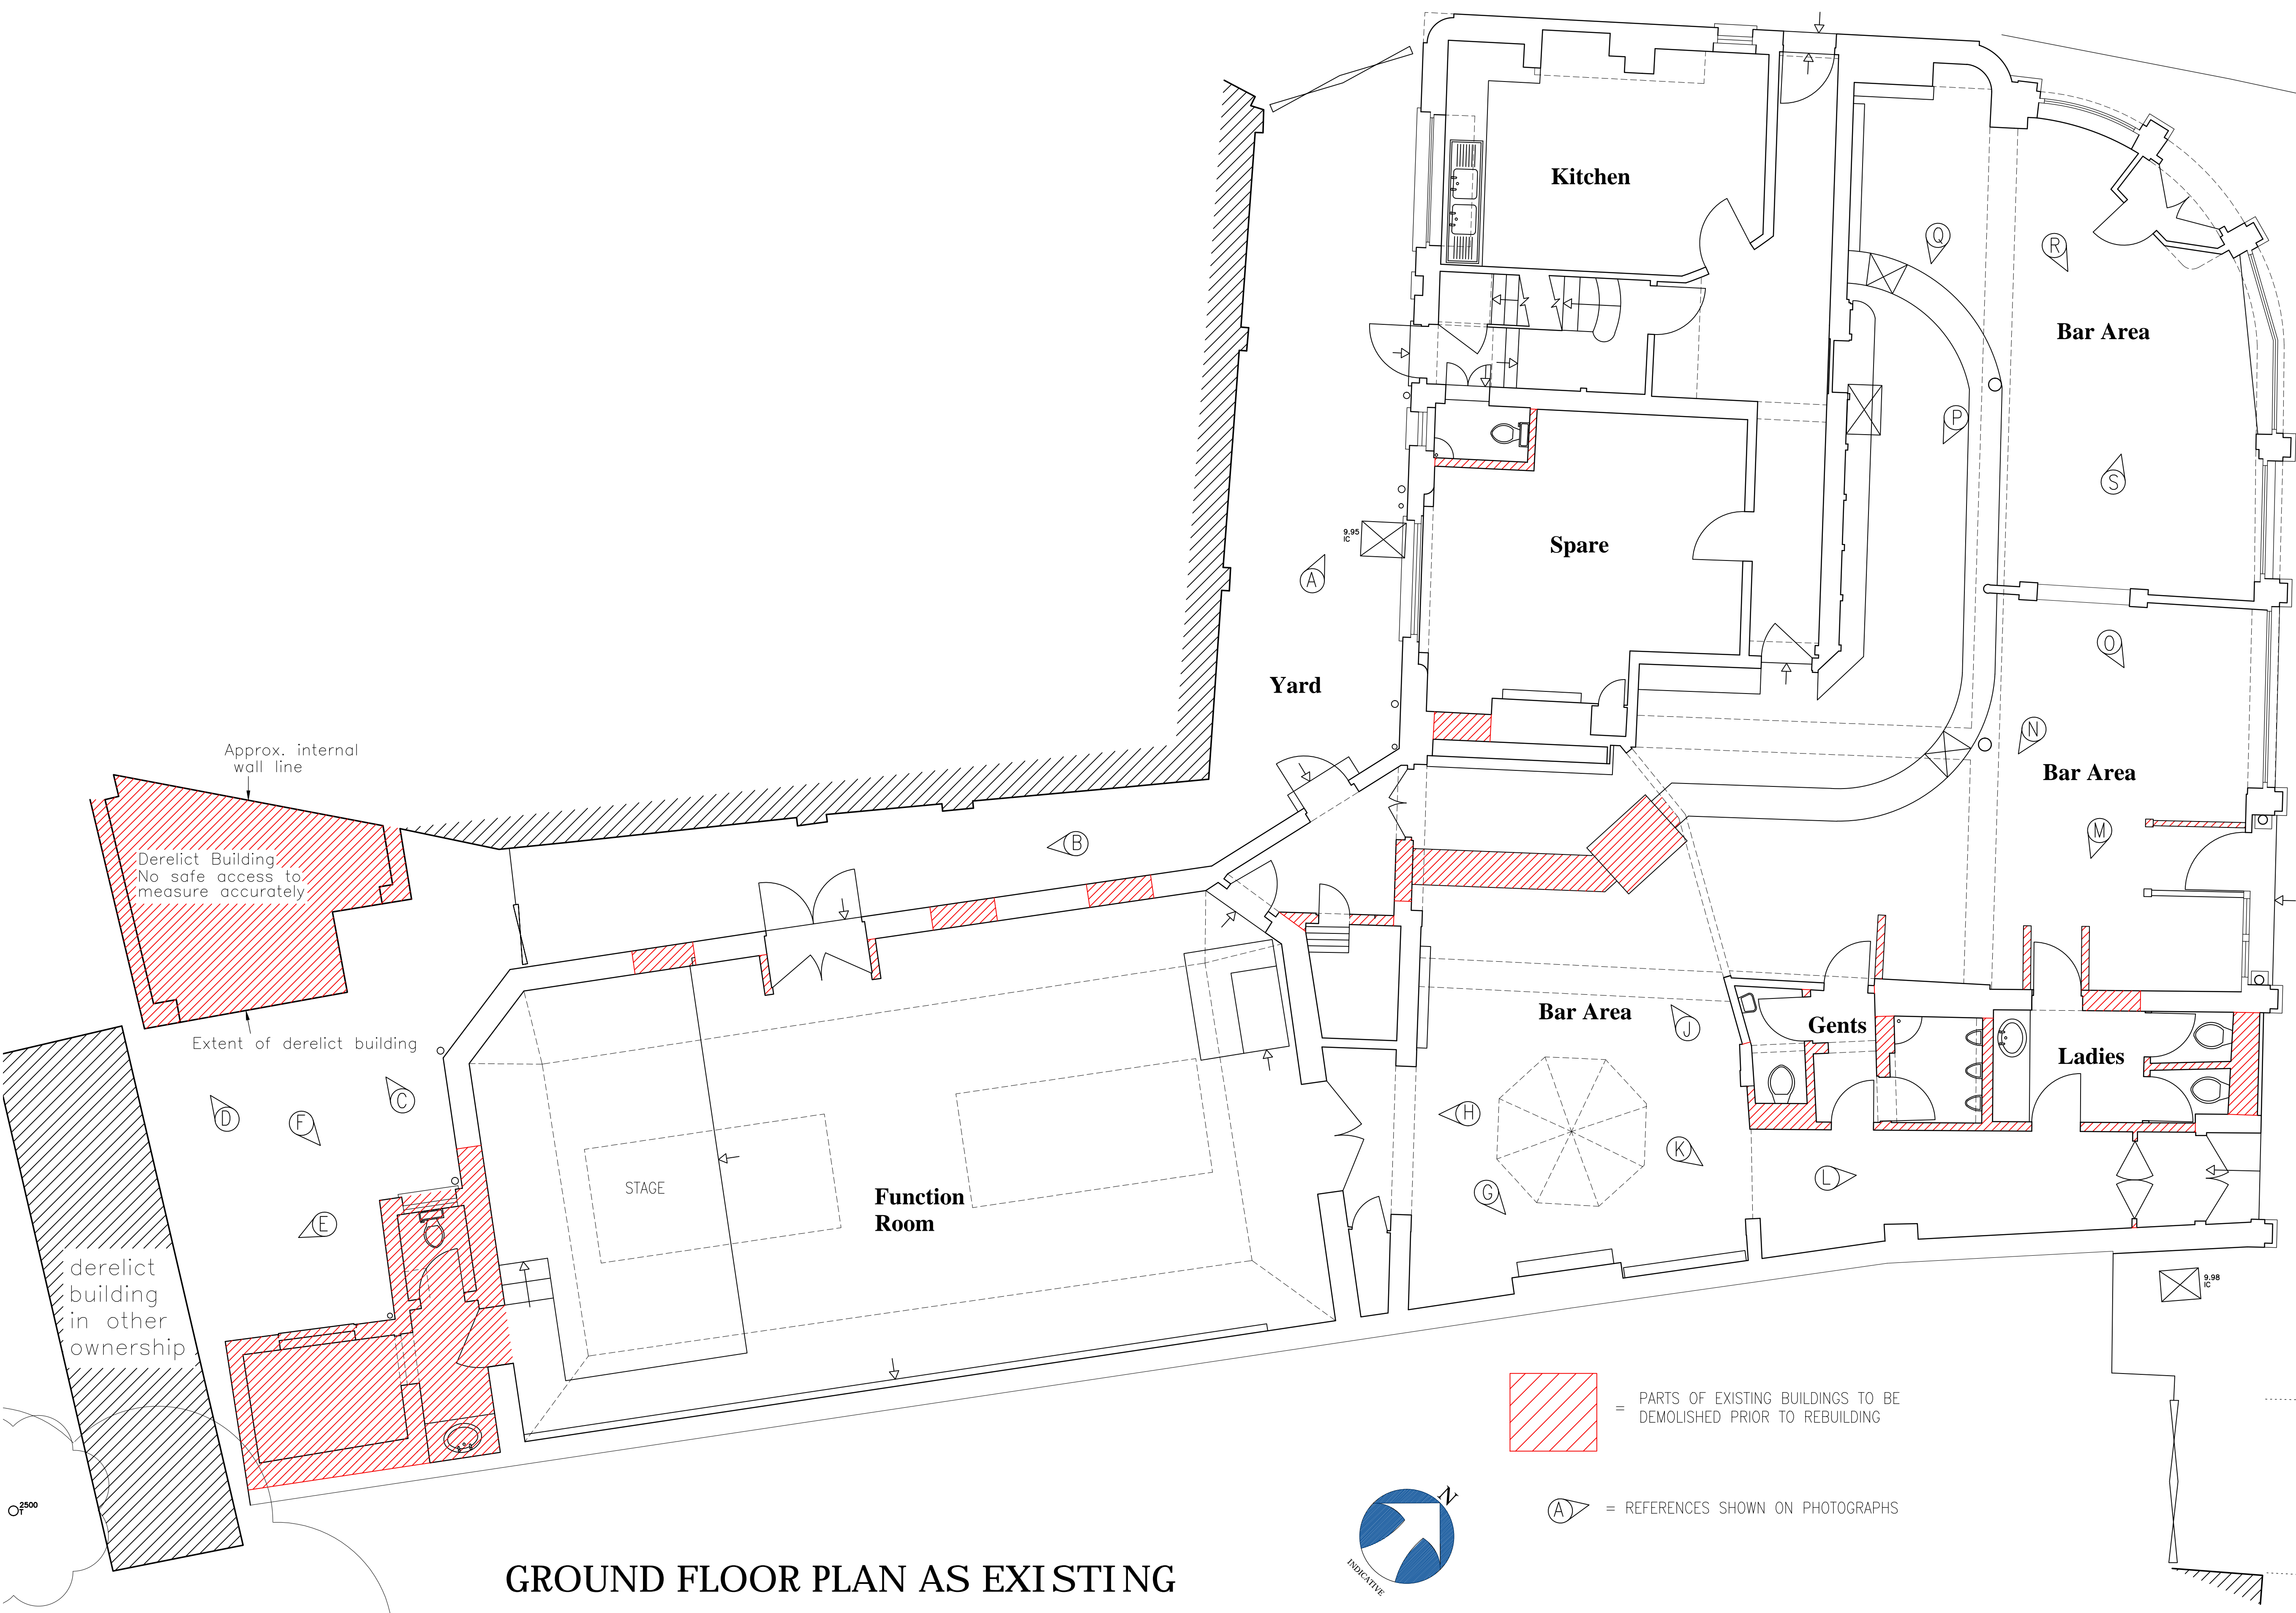 Kitchen
Q
R
Bar Area
P
S
9.95
IC
Spare
A
O
Yard
N
Bar Area
Approx. internal
wall line
M
B
Derelict Building
No safe access to
measure accurately
Bar Area
J
Gents
Ladies
Extent of derelict building
D
F
C
H
K
L
G
STAGE
Function
Room
E
derelict
building
in other
ownership
9.98
IC
= PARTS OF EXISTING BUILDINGS TO BE
DEMOLISHED PRIOR TO REBUILDING
N
INDICATIVE
A = REFERENCES SHOWN ON PHOTOGRAPHS
2500
T
GROUND FLOOR PLAN AS EXISTING